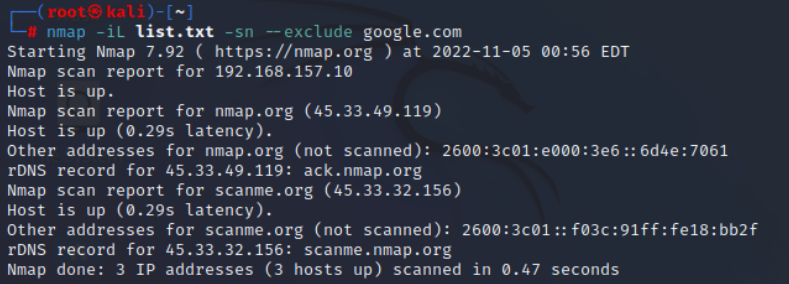 ┌──(root㉿kali)-[~]
└─# nmap -iL list.txt -sn --exclude google.com
Starting Nmap 7.92 ( https://nmap.org ) at 2022-11-05 00:56 EDT
Nmap scan report for 192.168.157.10
Host is up.
Nmap scan report for nmap.org (45.33.49.119)
Host is up (0.29s latency).
Other addresses for nmap.org (not scanned): 2600:3c01:e000:3e6::6d4e:7061
rDNS record for 45.33.49.119: ack.nmap.org
Nmap scan report for scanme.org (45.33.32.156)
Host is up (0.29s latency).
Other addresses for scanme.org (not scanned): 2600:3c01::f03c:91ff:fe18:bb2f
rDNS record for 45.33.32.156: scanme.nmap.org
Nmap done: 3 IP addresses (3 hosts up) scanned in 0.47 seconds